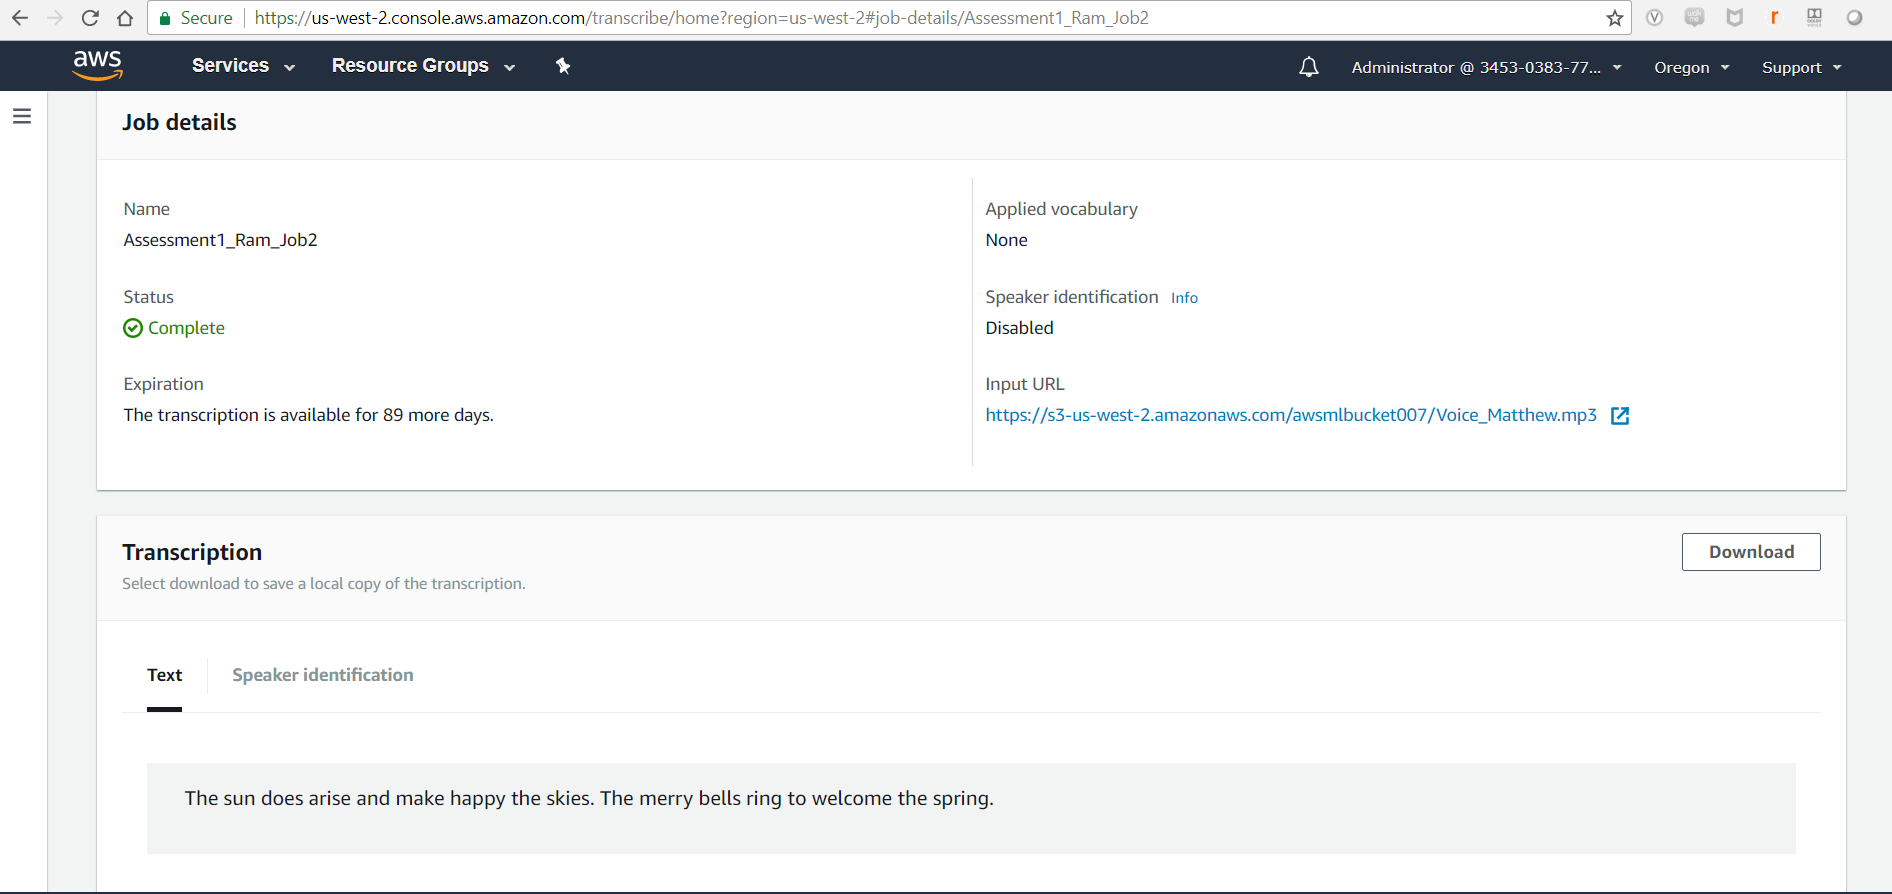 Secure https://us-west-2.console.aws.amazon.com/transcribe/home?region=us-west-2#job-details/Assessment1_Ram_Job2
aws Services Resource Groups Administrator @ 3453-0383-77... Oregon Support
Job details
Name
Assessment1_Ram_Job2
Status
Complete
Expiration
The transcription is available for 89 more days.
Applied vocabulary
None
Speaker identification Info
Disabled
Input URL
https://s3-us-west-2.amazonaws.com/awsmlbucket007/Voice_Matthew.mp3
Transcription
Download
Select download to save a local copy of the transcription.
Text Speaker identification
The sun does arise and make happy the skies. The merry bells ring to welcome the spring.